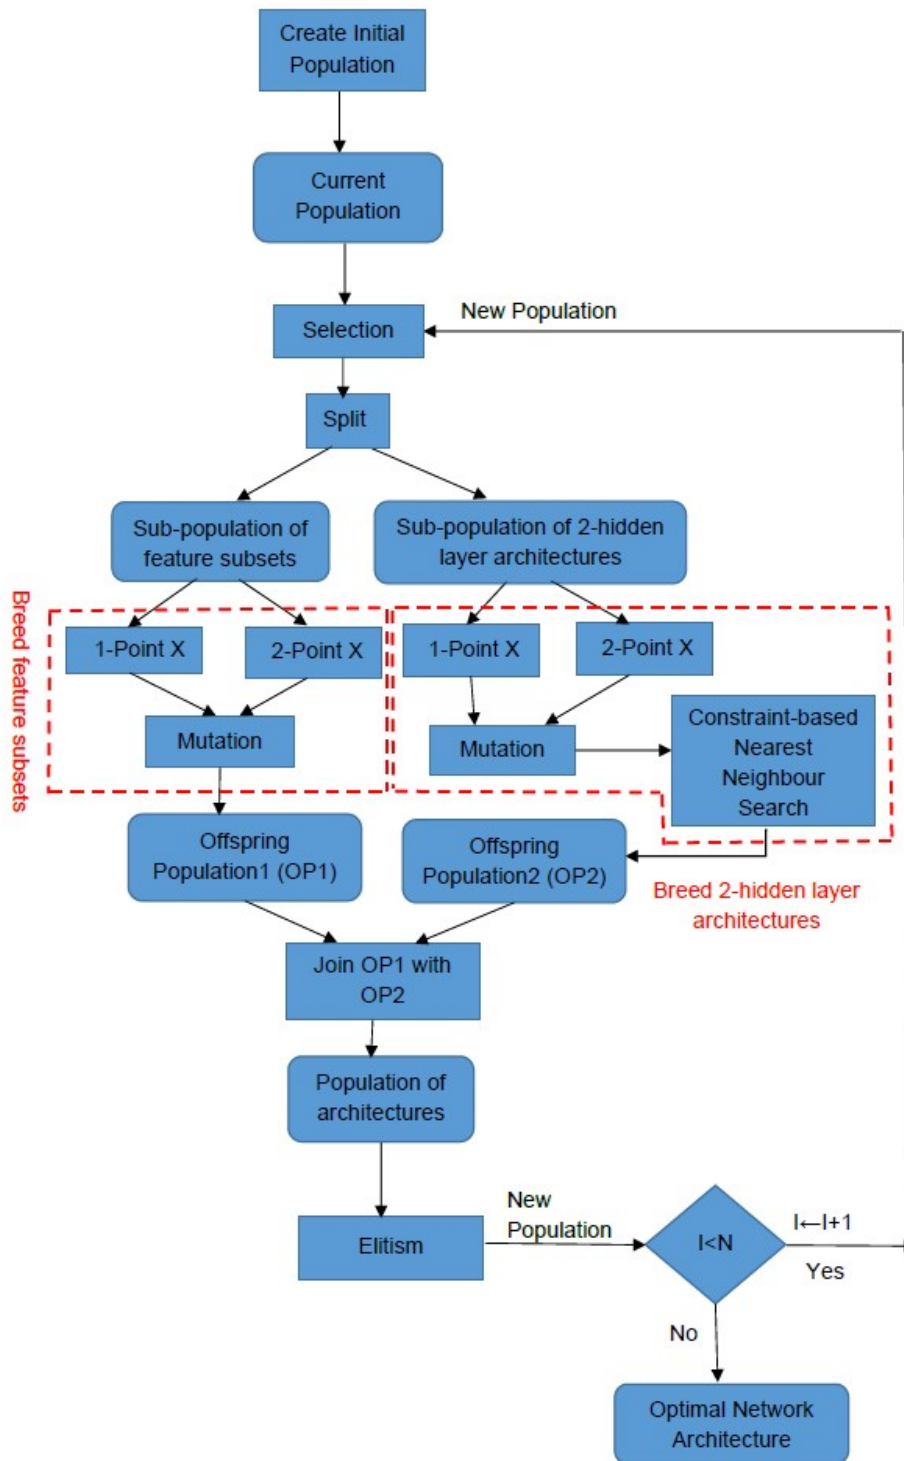 Create Initial
Population
Current
Population
New Population
Selection
Split
Sub-population of
feature subsets
Sub-population of 2-hidden
layer architectures
Breed feature subsets
1-Point X
2-Point X
Mutation
1-Point X
2-Point X
Mutation
Constraint-based
Nearest
Neighbour
Search
Offspring
Population1 (OP1)
Offspring
Population2 (OP2)
Breed 2-hidden layer
architectures
Join OP1 with
OP2
Population of
architectures
Elitism
New
Population
I<N
I←I+1
Yes
No
Optimal Network
Architecture